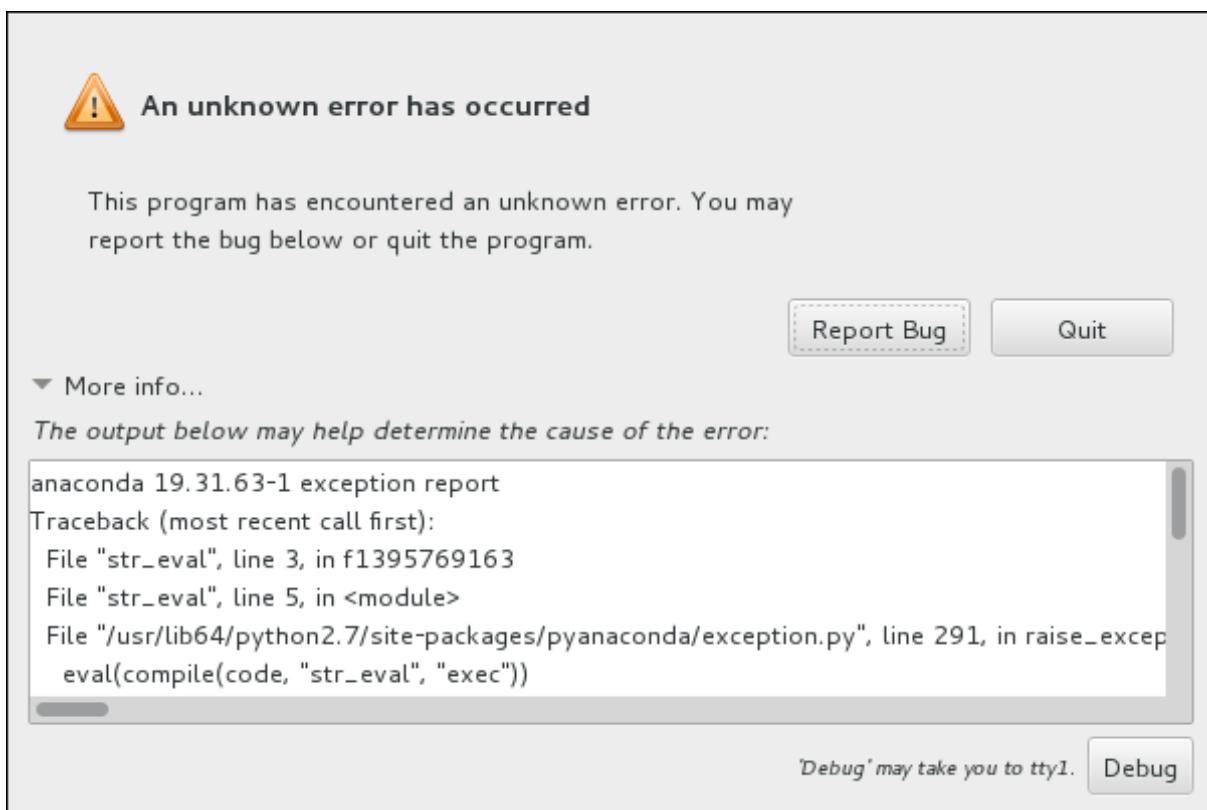 An unknown error has occurred
This program has encountered an unknown error. You may
report the bug below or quit the program.
Report Bug
Quit
More info...
The output below may help determine the cause of the error:
anaconda 19.31.63-1 exception report
Traceback (most recent call first):
File "str_eval", line 3, in f1395769163
File "str_eval", line 5, in <module>
File "/usr/lib64/python2.7/site-packages/pyanaconda/exception.py", line 291, in raise_excep
eval(compile(code, "str_eval", "exec"))
'Debug' may take you to tty1.
Debug